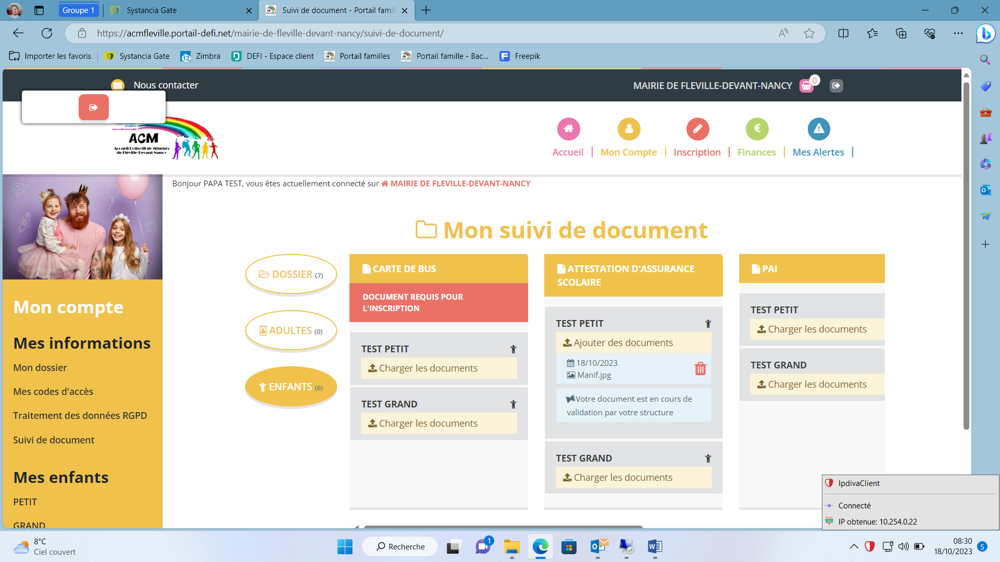 Groupe 1
Systancia Gate
Suivi de document - Portail famil
https://acmfleville.portail-defi.net/mairie-de-fleville-devant-nancy/suivi-de-document/
Importer les favoris
Systancia Gate
Zimbra
DEFI - Espace client
Portail familles
Portail famille - Bac...
Freepik
Nous contacter
MAIRIE DE FLEVILLE-DEVANT-NANCY
0
ACM
Accueil Collectif de Mineurs
de Fléville-Devant-Nancy
Accueil
Mon Compte
Inscription
Finances
Mes Alertes
Bonjour PAPA TEST, vous êtes actuellement connecté sur MAIRIE DE FLEVILLE-DEVANT-NANCY
Mon suivi de document
DOSSIER (7)
ADULTES (0)
ENFANTS (6)
CARTE DE BUS
DOCUMENT REQUIS POUR
L'INSCRIPTION
TEST PETIT
Charger les documents
TEST GRAND
Charger les documents
ATTESTATION D'ASSURANCE
SCOLAIRE
TEST PETIT
Ajouter des documents
18/10/2023
Manif.jpg
Votre document est en cours de
validation par votre structure
TEST GRAND
Charger les documents
PAI
TEST PETIT
Charger les documents
TEST GRAND
Charger les documents
Mon compte
Mes informations
Mon dossier
Mes codes d'accès
Traitement des données RGPD
Suivi de document
Mes enfants
PETIT
GRAND
IpdivaClient
Connecté
IP obtenue: 10.254.0.22
8°C
Ciel couvert
Recherche
1
08:30
18/10/2023
5